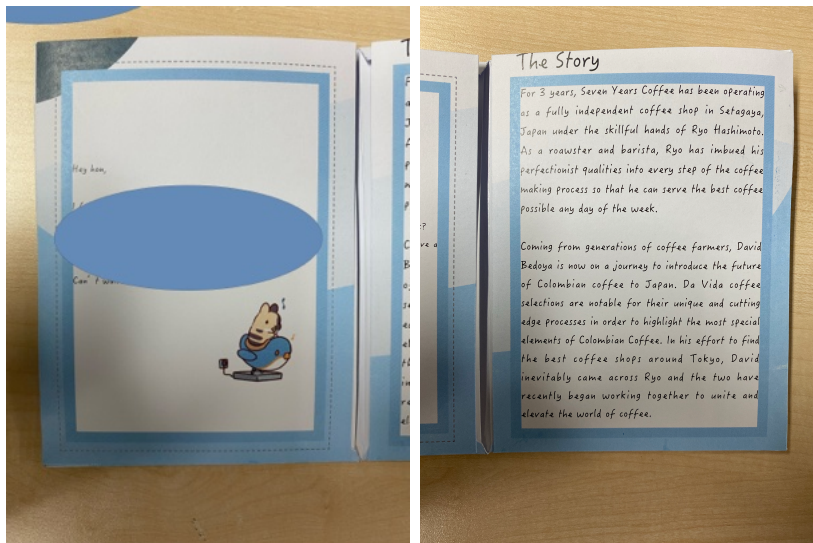 Hey hon,
Can't wa
The Story
For 3 years, Seven Years Coffee has been operating
as a fully independent coffee shop in Setagaya,
Japan under the skillful hands of Ryo Hashimoto.
As a roawster and barista, Ryo has imbued his
perfectionist qualities into every step of the coffee
making process so that he can serve the best coffee
possible any day of the week.
Coming from generations of coffee farmers, David
Bedoya is now on a journey to introduce the future
of Colombian coffee to Japan. Da Vida coffee
selections are notable for their unique and cutting
edge processes in order to highlight the most special
elements of Colombian Coffee. In his effort to find
the best coffee shops around Tokyo, David
inevitably came across Ryo and the two have
recently began working together to unite and
elevate the world of coffee.